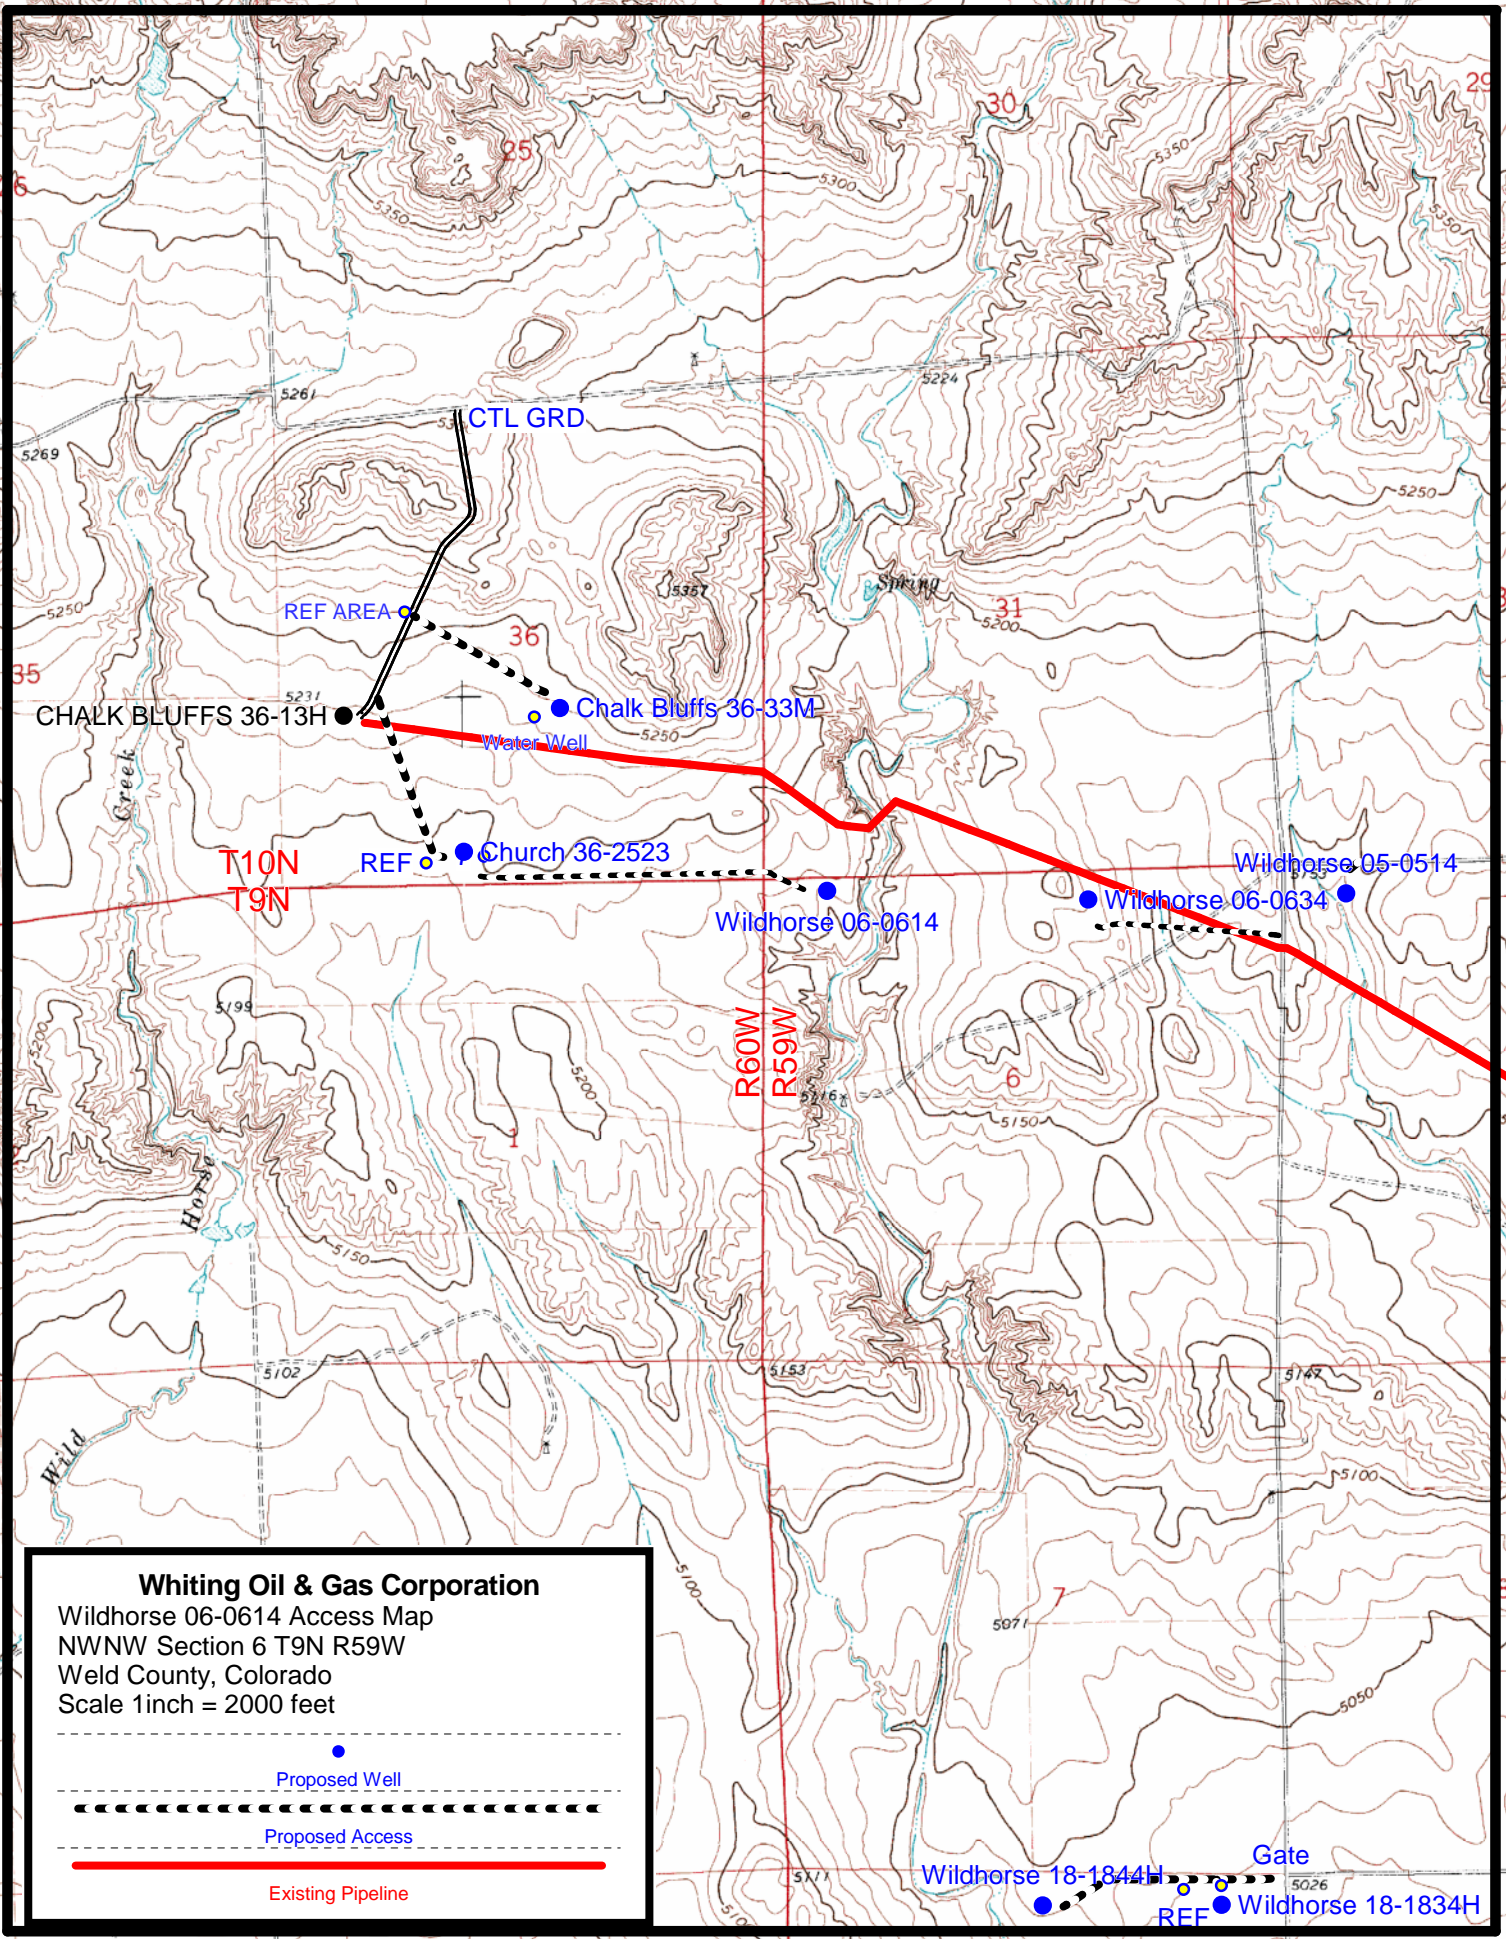 29
30
25
5350
5300
5350
5350
5224
5261
CTL GRD
5269
5250
Spring
5357
5250
REF AREA
31
36
5200
35
5231
CHALK BLUFFS 36-13H
Chalk Bluffs 36-33M
5250
Water Well
Creek
Church 36-2523
T10N
REF
Wildhorse 05-0514
T9N
Wildhorse 06-0634
Wildhorse 06-0614
5199
5200
R60W
R59W
5200
6
5116
5150
1
Horse
5150
5102
5153
5147
Wild
5100
5100
7
5071
5050
Whiting Oil & Gas Corporation
Wildhorse 06-0614 Access Map
NWNW Section 6 T9N R59W
Weld County, Colorado
Scale 1inch = 2000 feet
Proposed Well
Proposed Access
Existing Pipeline
Gate
Wildhorse 18-1844H
5111
5026
REF
Wildhorse 18-1834H